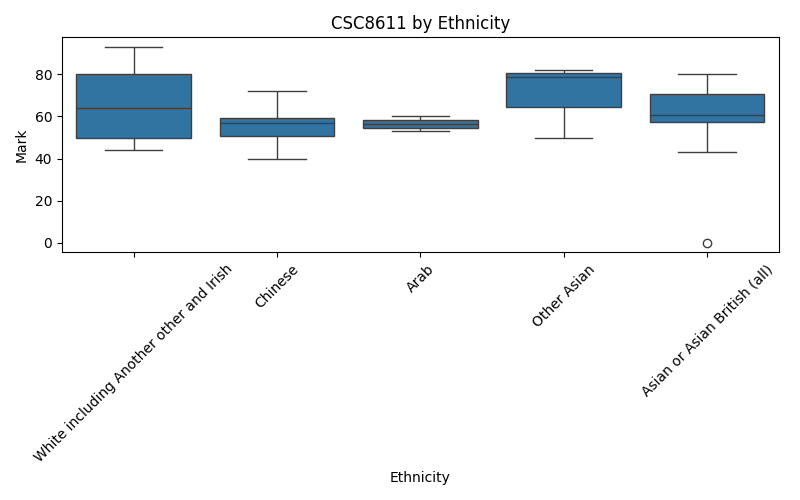 CSC8611 by Ethnicity
Mark
80
60
40
20
0
White including Another other and Irish
Chinese
Arab
Other Asian
Asian or Asian British (all)
Ethnicity